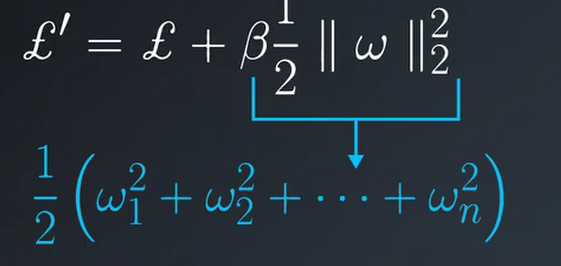 £′ = £ + β 1/2 ‖ ω ‖₂²
1/2 (ω₁² + ω₂² + ··· + ωₙ²)